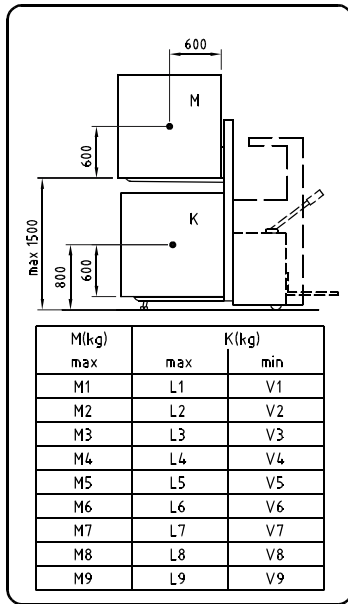 600
M
600
K
max 1500
800
600
M(kg) K(kg)
max max min
M1 L1 V1
M2 L2 V2
M3 L3 V3
M4 L4 V4
M5 L5 V5
M6 L6 V6
M7 L7 V7
M8 L8 V8
M9 L9 V9